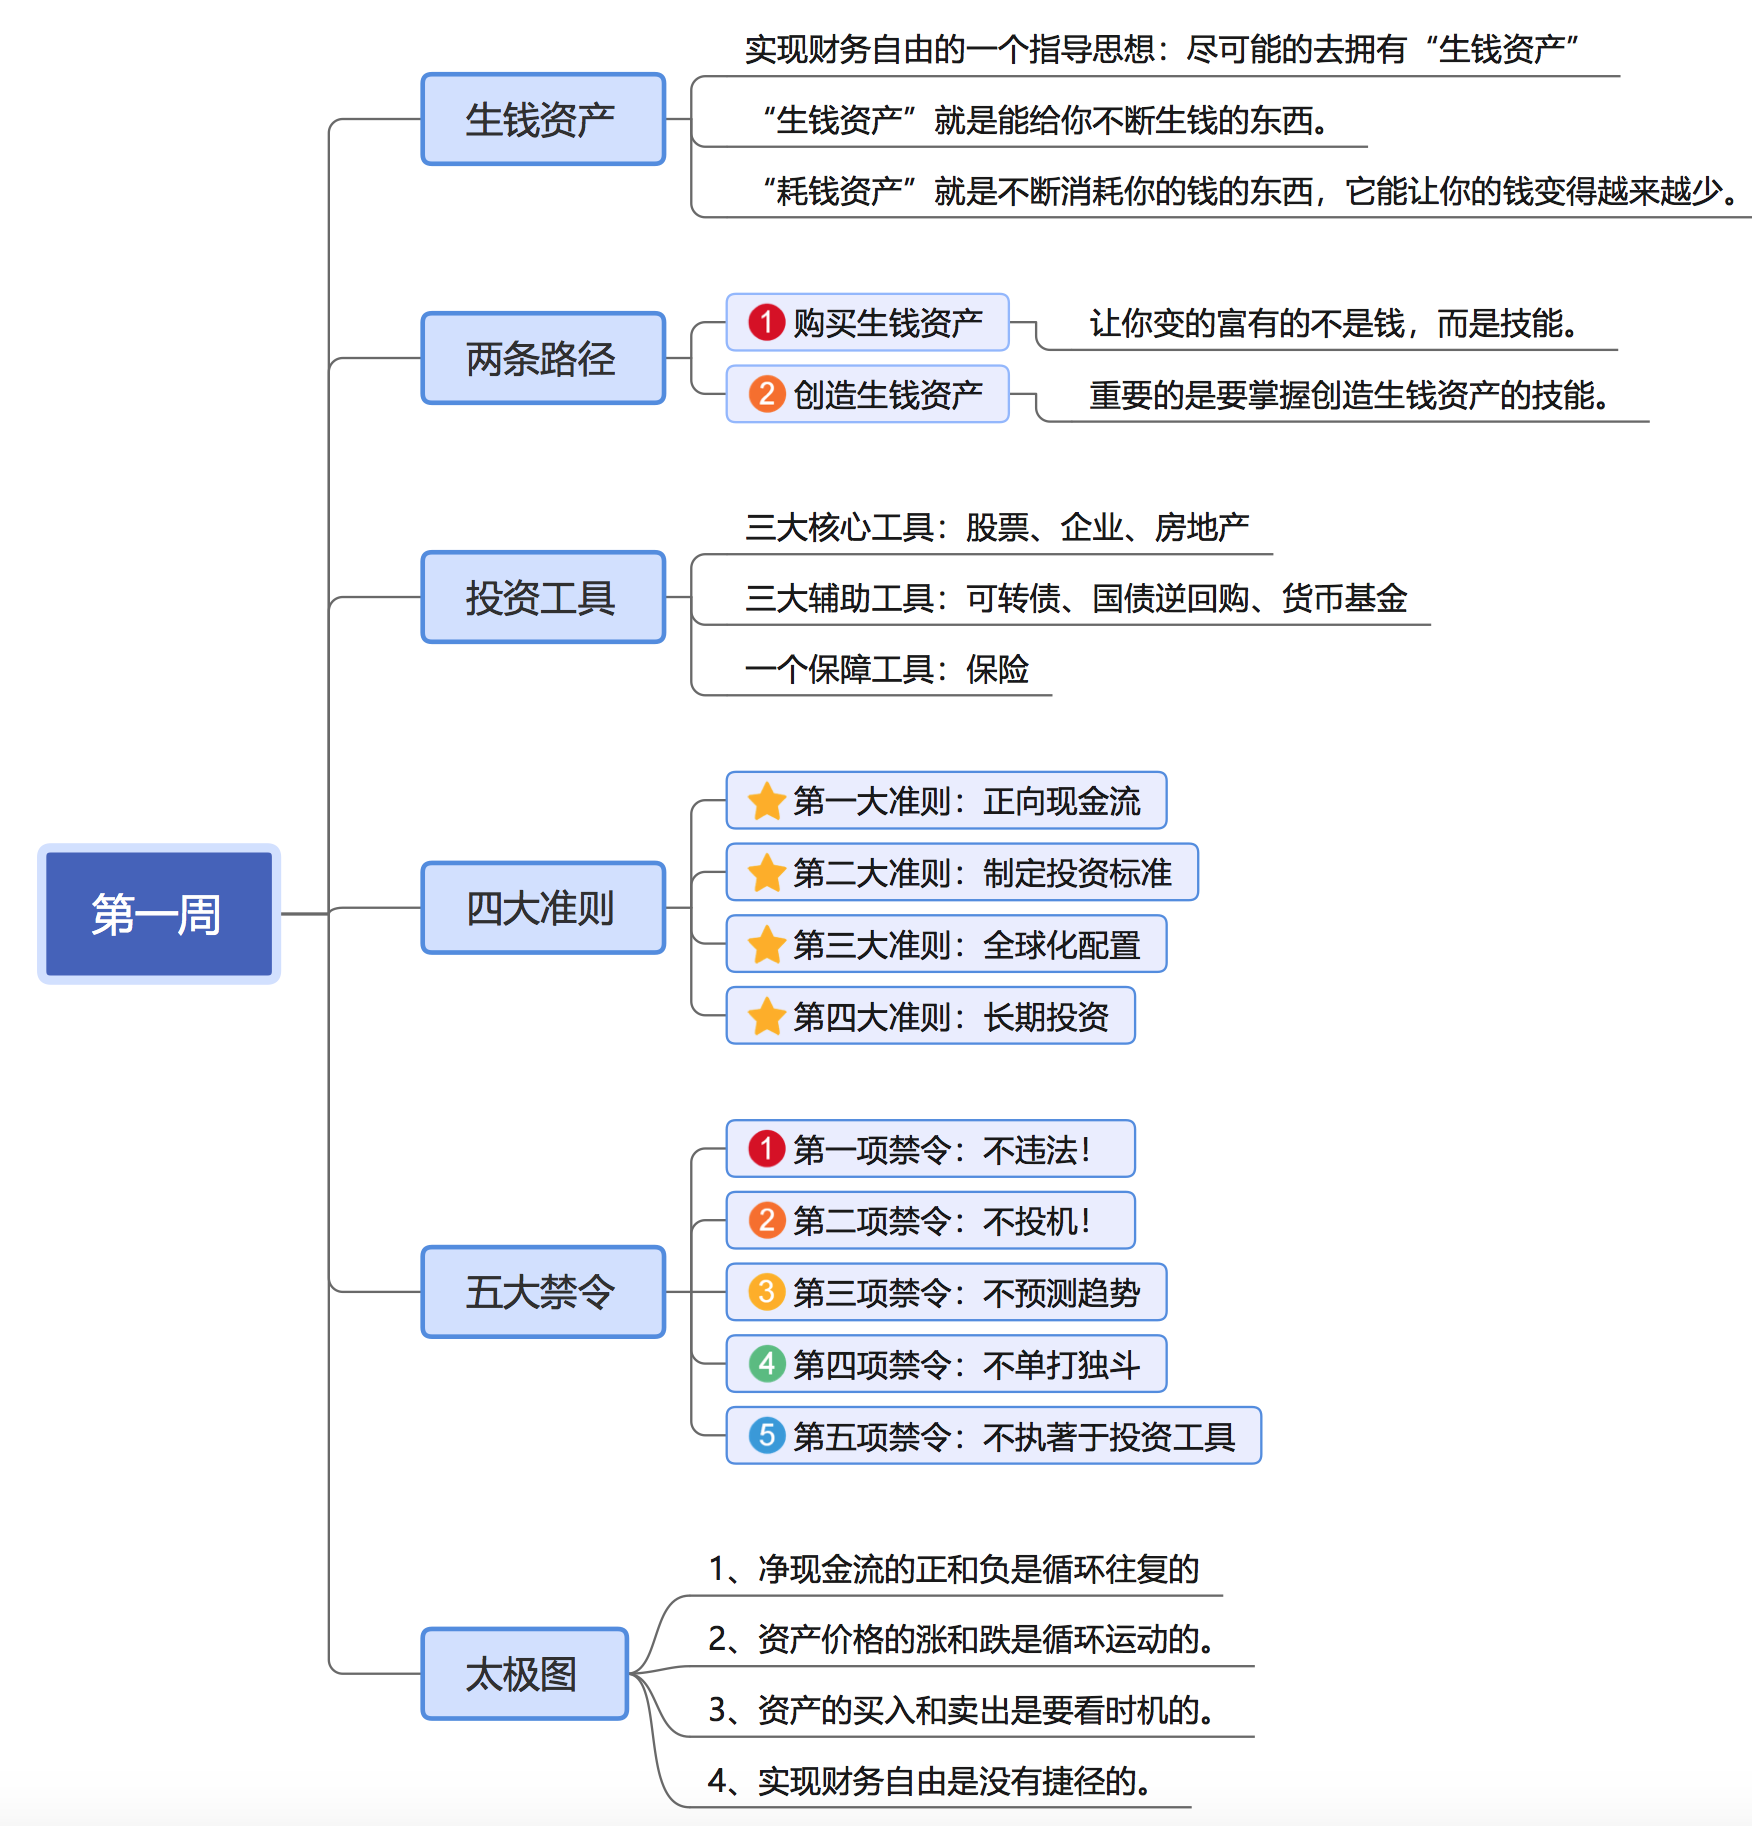 实现财务自由的一个指导思想：尽可能的去拥有“生钱资产”
生钱资产
“生钱资产”就是能给你不断生钱的东西。
“耗钱资产”就是不断消耗你的钱的东西，它能让你的钱变得越来越少。
两条路径
1 购买生钱资产
让你变的富有的不是钱，而是技能。
2 创造生钱资产
重要的是要掌握创造生钱资产的技能。
投资工具
三大核心工具：股票、企业、房地产
三大辅助工具：可转债、国债逆回购、货币基金
一个保障工具：保险
第一周
四大准则
第一大准则：正向现金流
第二大准则：制定投资标准
第三大准则：全球化配置
第四大准则：长期投资
五大禁令
1 第一项禁令：不违法！
2 第二项禁令：不投机！
3 第三项禁令：不预测趋势
4 第四项禁令：不单打独斗
5 第五项禁令：不执著于投资工具
太极图
1、净现金流的正和负是循环往复的
2、资产价格的涨和跌是循环运动的。
3、资产的买入和卖出是要看时机的。
4、实现财务自由是没有捷径的。